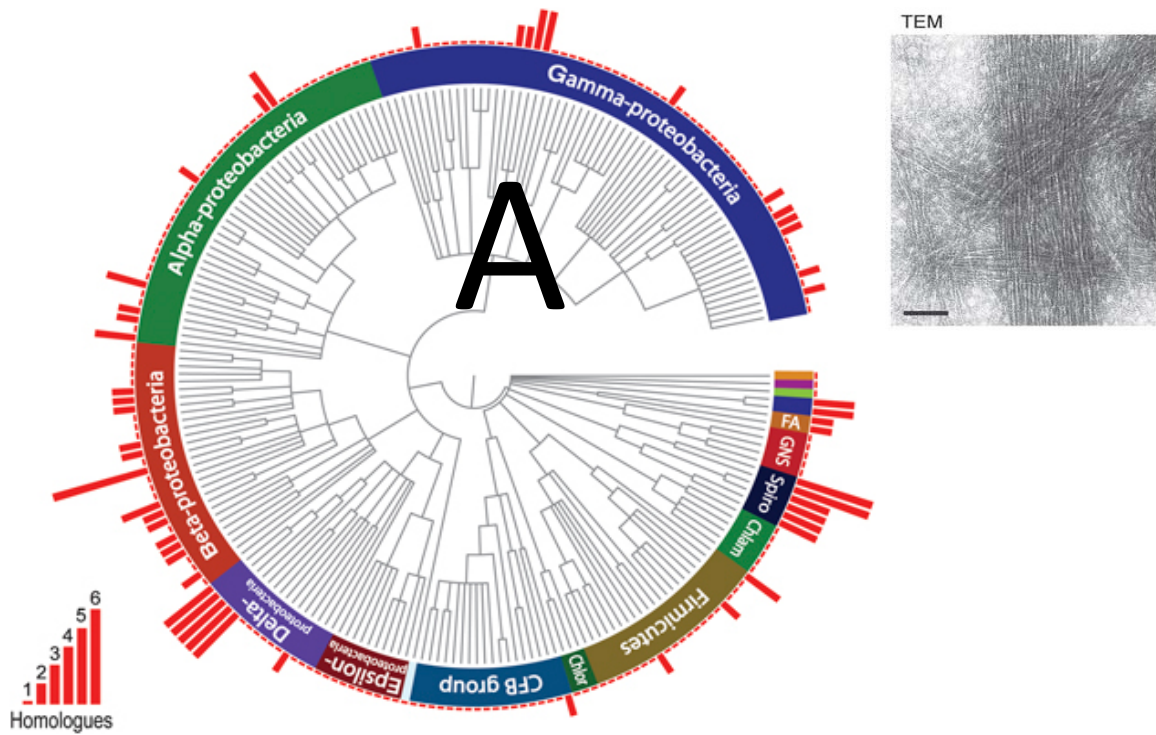 TEM
Gamma-proteobacteria
Alpha-proteobacteria
A
Beta-proteobacteria
Delta-
proteobacteria
Epsilon-
proteobacteria
CFB group
Chlor
Firmicutes
Chlam
Spiro
GNS
FA
1 2 3 4 5 6
Homologues